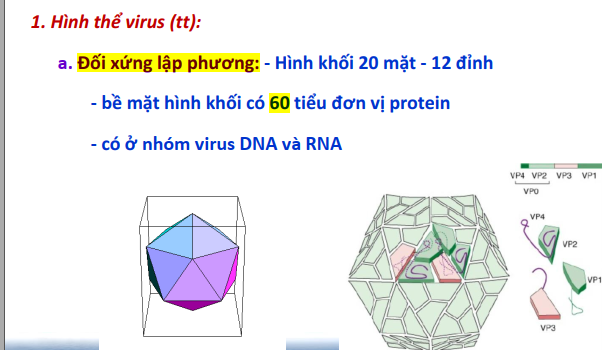 1. Hình thể virus (tt):
a. Đối xứng lập phương: - Hình khối 20 mặt - 12 đỉnh
- bề mặt hình khối có 60 tiểu đơn vị protein
- có ở nhóm virus DNA và RNA
VP4 VP2 VP3 VP1
VP0
VP4
VP2
VP1
VP3